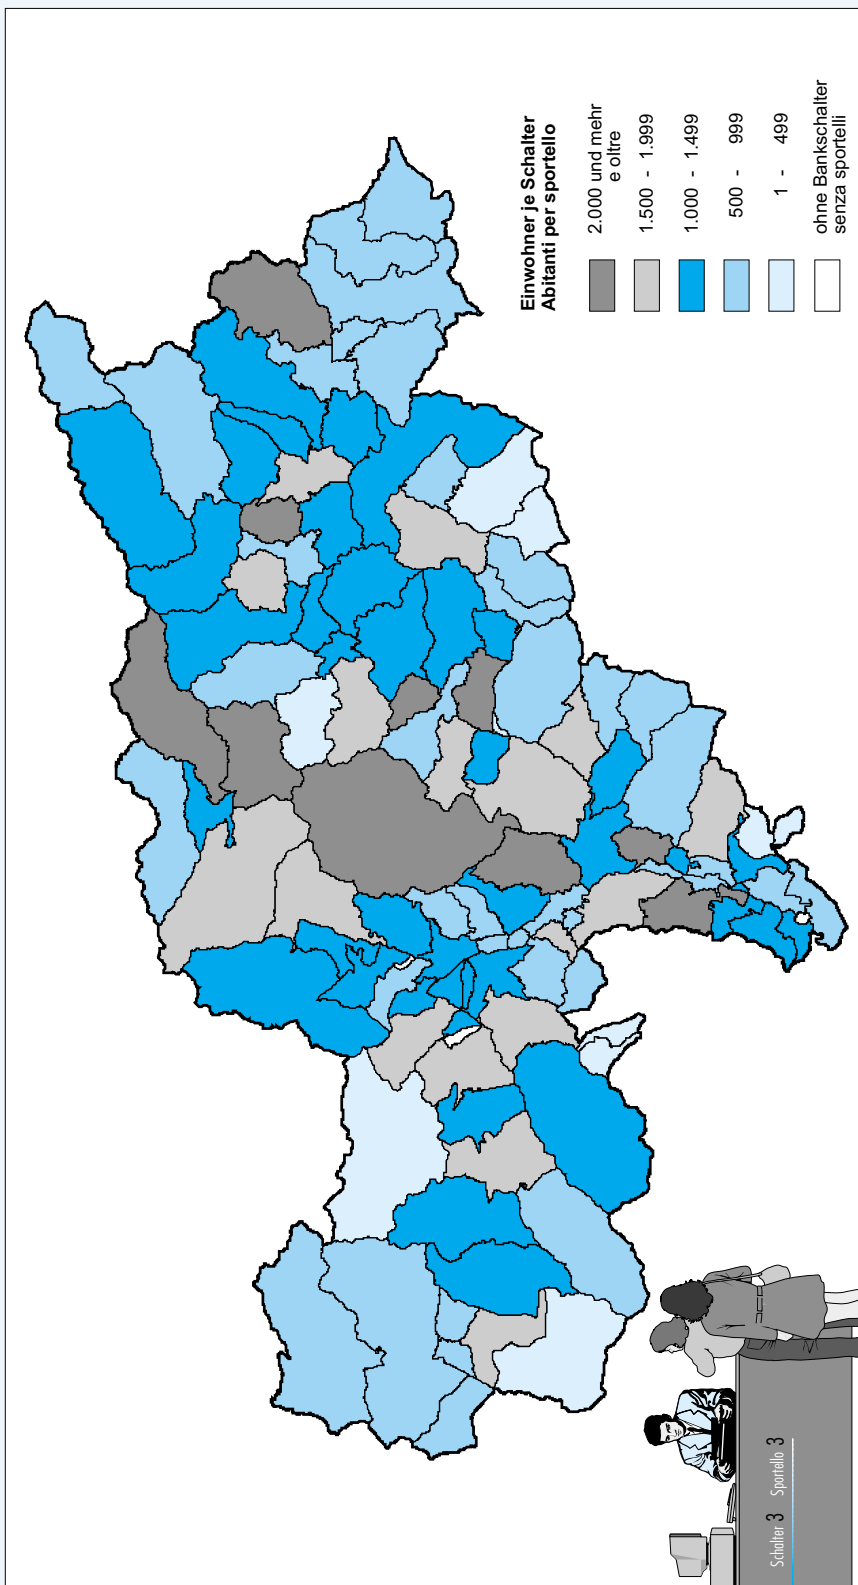 Einwohner je Schalter
Abitanti per sportello
2.000 und mehr
e oltre
1.500 - 1.999
1.000 - 1.499
500 - 999
1 - 499
ohne Bankschalter
senza sportelli
Schalter 3 Sportello 3